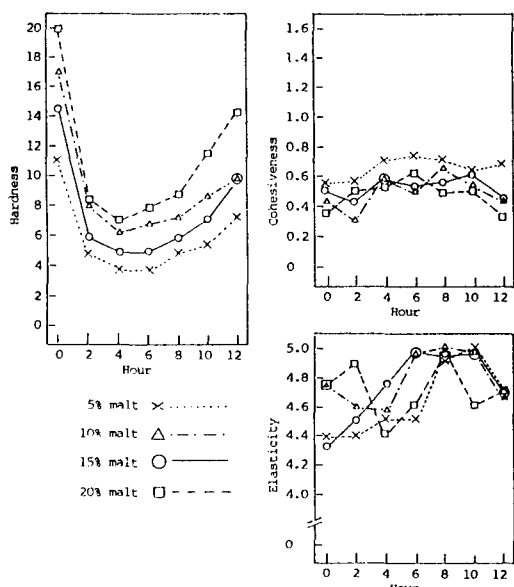 Hardness
20
18
16
14
12
10
8
6
4
2
0
0 2 4 6 8 10 12
Hour
Cohesiveness
1.6
1.4
1.2
1.0
0.8
0.6
0.4
0.2
0
0 2 4 6 8 10 12
Hour
Elasticity
5.0
4.8
4.6
4.4
4.2
4.0
0
0 2 4 6 8 10 12
Hour
5% malt
10% malt
15% malt
20% malt